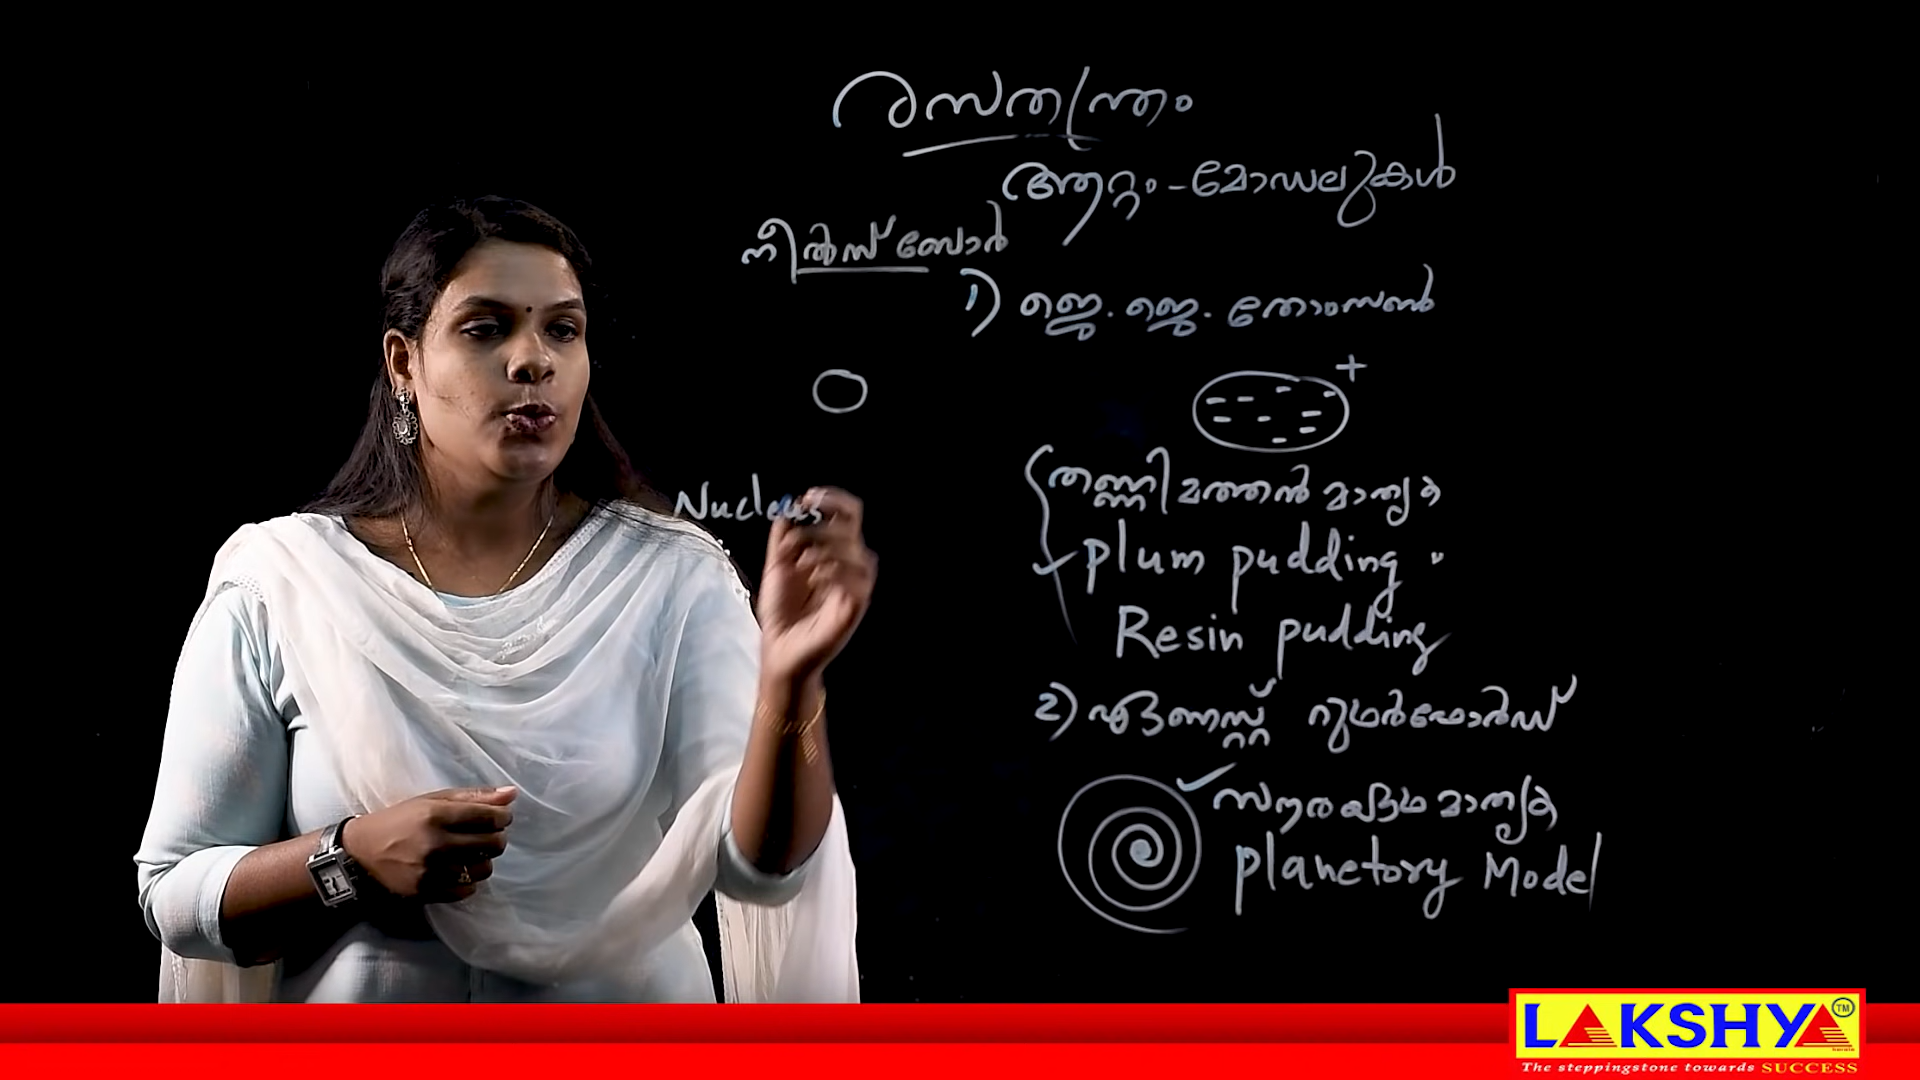 രസതന്ത്രം
ആറ്റം - മോഡലുകൾ
നീൽസ് ബോർ
1) ജെ. ജെ. തോംസൺ
+
തണ്ണിമത്തൻ മാതൃക
plum pudding
Resin pudding
Nucleus
2) ഏണസ്റ്റ് റുഥർഫോർഡ്
സൗരയൂഥ മാതൃക
planetory Model
LAKSHYA TM
The steppingstone towards SUCCESS